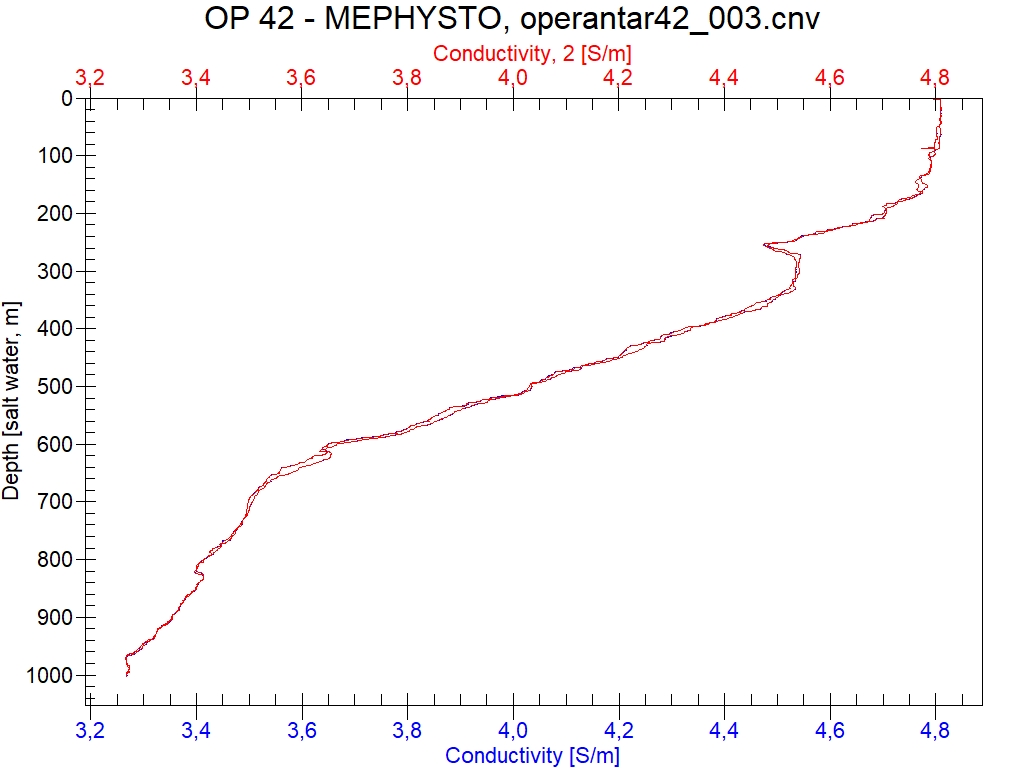 OP 42 - MEPHYSTO, operantar42_003.cnv
Conductivity, 2 [S/m]
3,2 3,4 3,6 3,8 4,0 4,2 4,4 4,6 4,8
0
100
200
300
400
500
600
700
800
900
1000
Depth [salt water, m]
3,2 3,4 3,6 3,8 4,0 4,2 4,4 4,6 4,8
Conductivity [S/m]